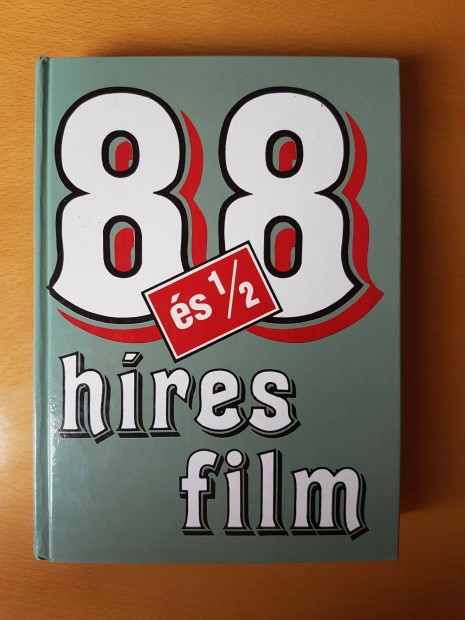 88
és 1/2
híres
film